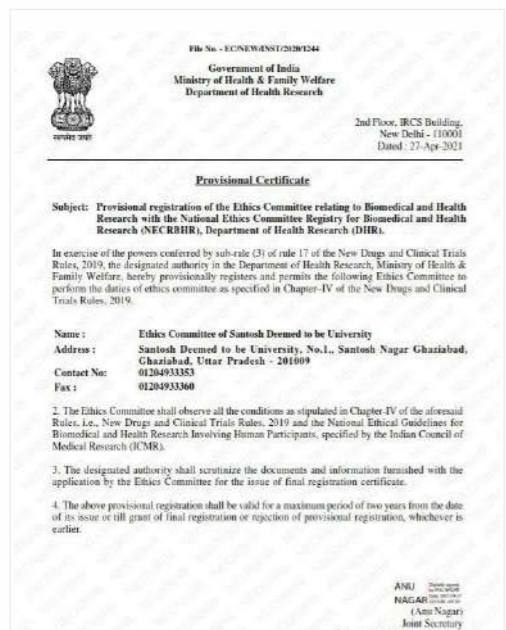 File No. - EC/NEW/INST/2020/1244
Government of India
Ministry of Health & Family Welfare
Department of Health Research
सत्यमेव जयते
2nd Floor, IRCS Building,
New Delhi - 110001
Dated : 27-Apr-2021
Provisional Certificate
Subject: Provisional registration of the Ethics Committee relating to Biomedical and Health
Research with the National Ethics Committee Registry for Biomedical and Health
Research (NECRBHR), Department of Health Research (DHR).
In exercise of the powers conferred by sub-rule (3) of rule 17 of the New Drugs and Clinical Trials
Rules, 2019, the designated authority in the Department of Health Research, Ministry of Health &
Family Welfare, hereby provisionally registers and permits the following Ethics Committee to
perform the duties of ethics committee as specified in Chapter-IV of the New Drugs and Clinical
Trials Rules, 2019.
Name : Ethics Committee of Santosh Deemed to be University
Address : Santosh Deemed to be University, No.1., Santosh Nagar Ghaziabad,
Ghaziabad, Uttar Pradesh - 201009
Contact No: 01204933353
Fax : 01204933360
2. The Ethics Committee shall observe all the conditions as stipulated in Chapter-IV of the aforesaid
Rules, i.e., New Drugs and Clinical Trials Rules, 2019 and the National Ethical Guidelines for
Biomedical and Health Research Involving Human Participants, specified by the Indian Council of
Medical Research (ICMR).
3. The designated authority shall scrutinize the documents and information furnished with the
application by the Ethics Committee for the issue of final registration certificate.
4. The above provisional registration shall be valid for a maximum period of two years from the date
of its issue or till grant of final registration or rejection of provisional registration, whichever is
earlier.
ANU
NAGAR
(Anu Nagar)
Joint Secretary